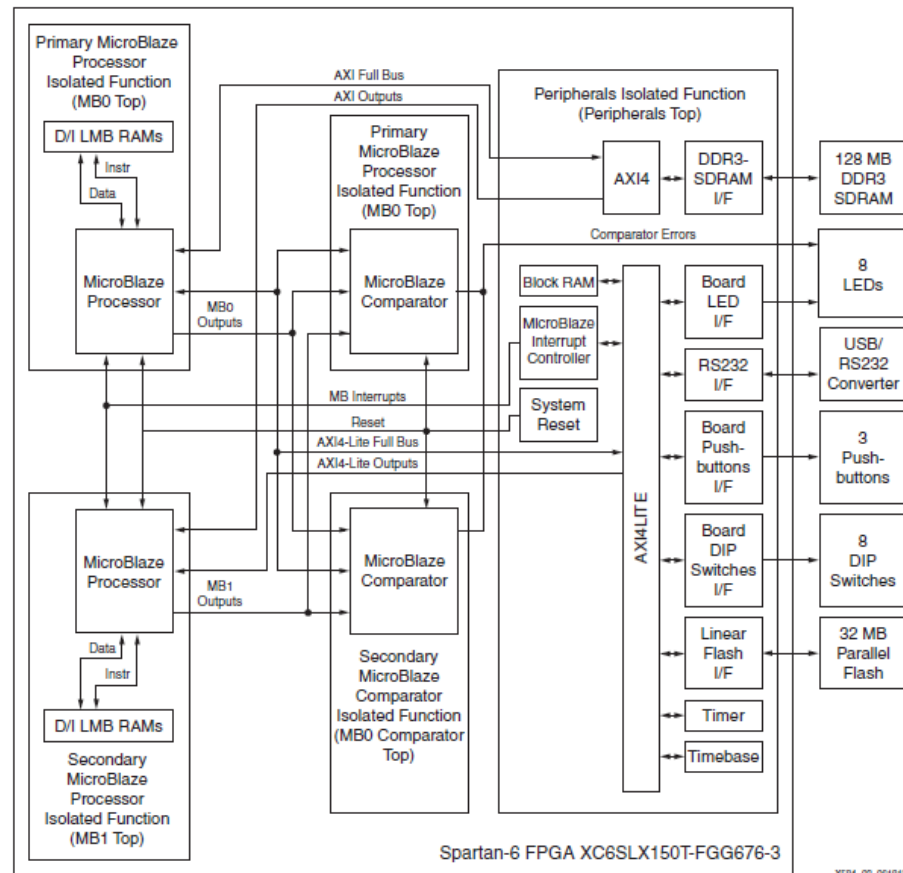 Primary MicroBlaze
Processor
Isolated Function
(MB0 Top)
D/I LMB RAMs
Instr
Data
MicroBlaze
Processor
MB0
Outputs
AXI Full Bus
AXI Outputs
Primary
MicroBlaze
Processor
Isolated Function
(MB0 Top)
MicroBlaze
Comparator
Peripherals Isolated Function
(Peripherals Top)
AXI4
DDR3-
SDRAM
I/F
128 MB
DDR3
SDRAM
Comparator Errors
8
LEDs
Block RAM
Board
LED
I/F
MicroBlaze
Interrupt
Controller
RS232
I/F
USB/
RS232
Converter
MB Interrupts
System
Reset
Reset
Board
Push-
buttons
I/F
3
Push-
buttons
AXI4-Lite Full Bus
AXI4-Lite Outputs
AXI4LITE
MicroBlaze
Processor
MB1
Outputs
MicroBlaze
Comparator
Board
DIP
Switches
I/F
8
DIP
Switches
Data
Instr
D/I LMB RAMs
Secondary
MicroBlaze
Processor
Isolated Function
(MB1 Top)
Secondary
MicroBlaze
Comparator
Isolated Function
(MB0 Comparator
Top)
Linear
Flash
I/F
32 MB
Parallel
Flash
Timer
Timebase
Spartan-6 FPGA XC6SLX150T-FGG676-3